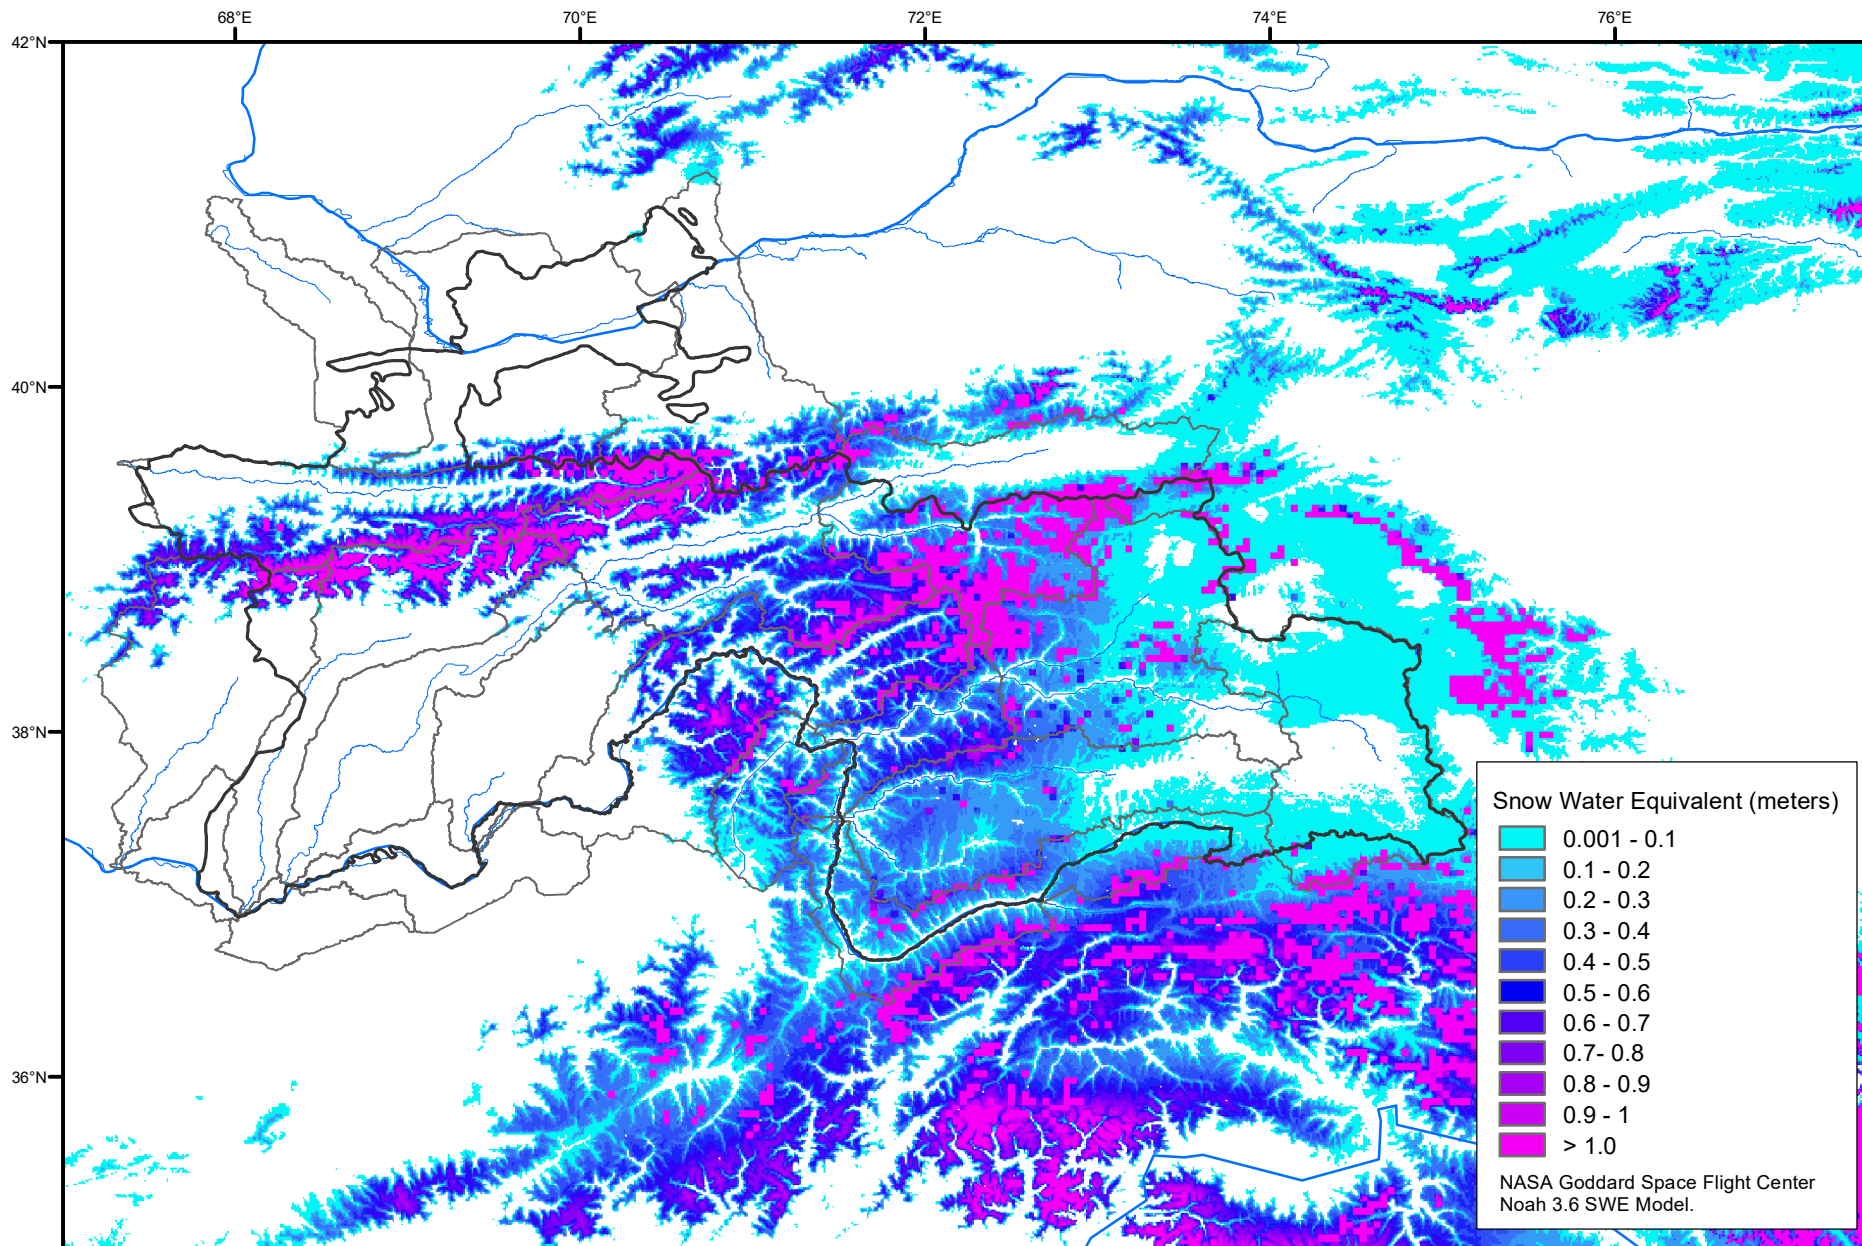 68°E
70°E
72°E
74°E
76°E
42°N
40°N
38°N
36°N
Snow Water Equivalent (meters)
0.001 - 0.1
0.1 - 0.2
0.2 - 0.3
0.3 - 0.4
0.4 - 0.5
0.5 - 0.6
0.6 - 0.7
0.7- 0.8
0.8 - 0.9
0.9 - 1
> 1.0
NASA Goddard Space Flight Center
Noah 3.6 SWE Model.